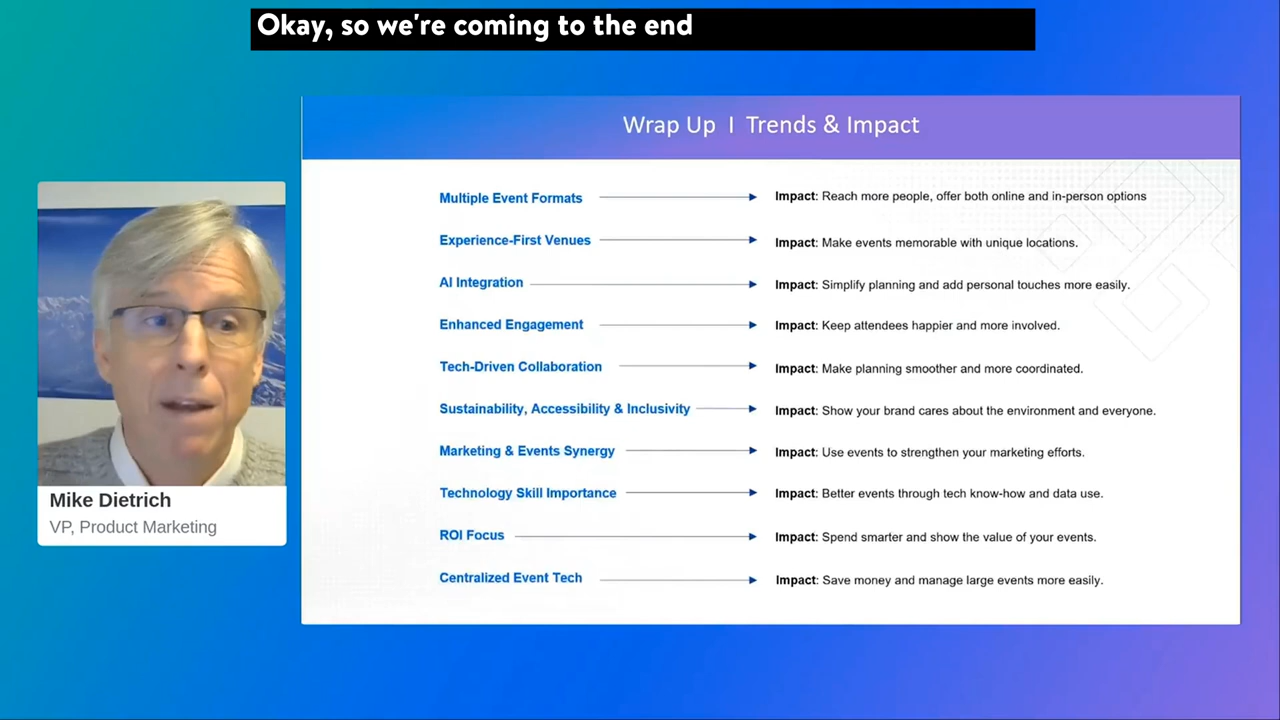 Okay, so we're coming to the end
Wrap Up I Trends & Impact
Multiple Event Formats
Impact: Reach more people, offer both online and in-person options
Experience-First Venues
Impact: Make events memorable with unique locations.
AI Integration
Impact: Simplify planning and add personal touches more easily.
Enhanced Engagement
Impact: Keep attendees happier and more involved.
Tech-Driven Collaboration
Impact: Make planning smoother and more coordinated.
Sustainability, Accessibility & Inclusivity
Impact: Show your brand cares about the environment and everyone.
Marketing & Events Synergy
Impact: Use events to strengthen your marketing efforts.
Technology Skill Importance
Impact: Better events through tech know-how and data use.
ROI Focus
Impact: Spend smarter and show the value of your events.
Centralized Event Tech
Impact: Save money and manage large events more easily.
Mike Dietrich
VP, Product Marketing